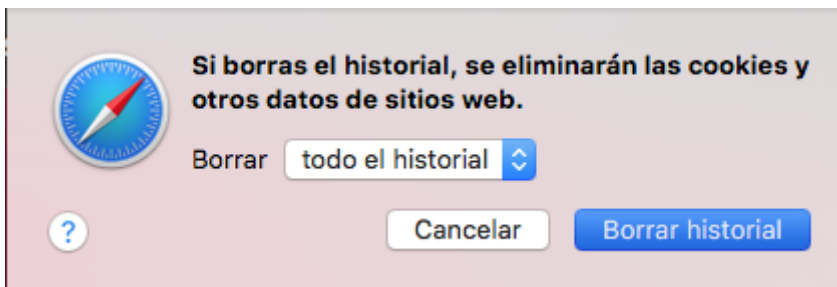 Si borras el historial, se eliminarán las cookies y
otros datos de sitios web.
Borrar todo el historial
? Cancelar Borrar historial